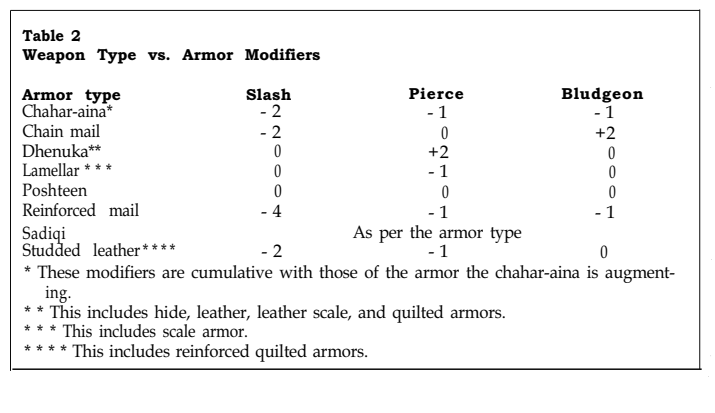 Table 2
Weapon Type vs. Armor Modifiers
Armor type Slash Pierce Bludgeon
Chahar-aina* - 2 - 1 - 1
Chain mail - 2 0 +2
Dhenuka** 0 +2 0
Lamellar * * * 0 - 1 0
Poshteen 0 0 0
Reinforced mail - 4 - 1 - 1
Sadiqi As per the armor type
Studded leather* * * * - 2 - 1 0
* These modifiers are cumulative with those of the armor the chahar-aina is augment-
ing.
* * This includes hide, leather, leather scale, and quilted armors.
* * * This includes scale armor.
* * * * This includes reinforced quilted armors.